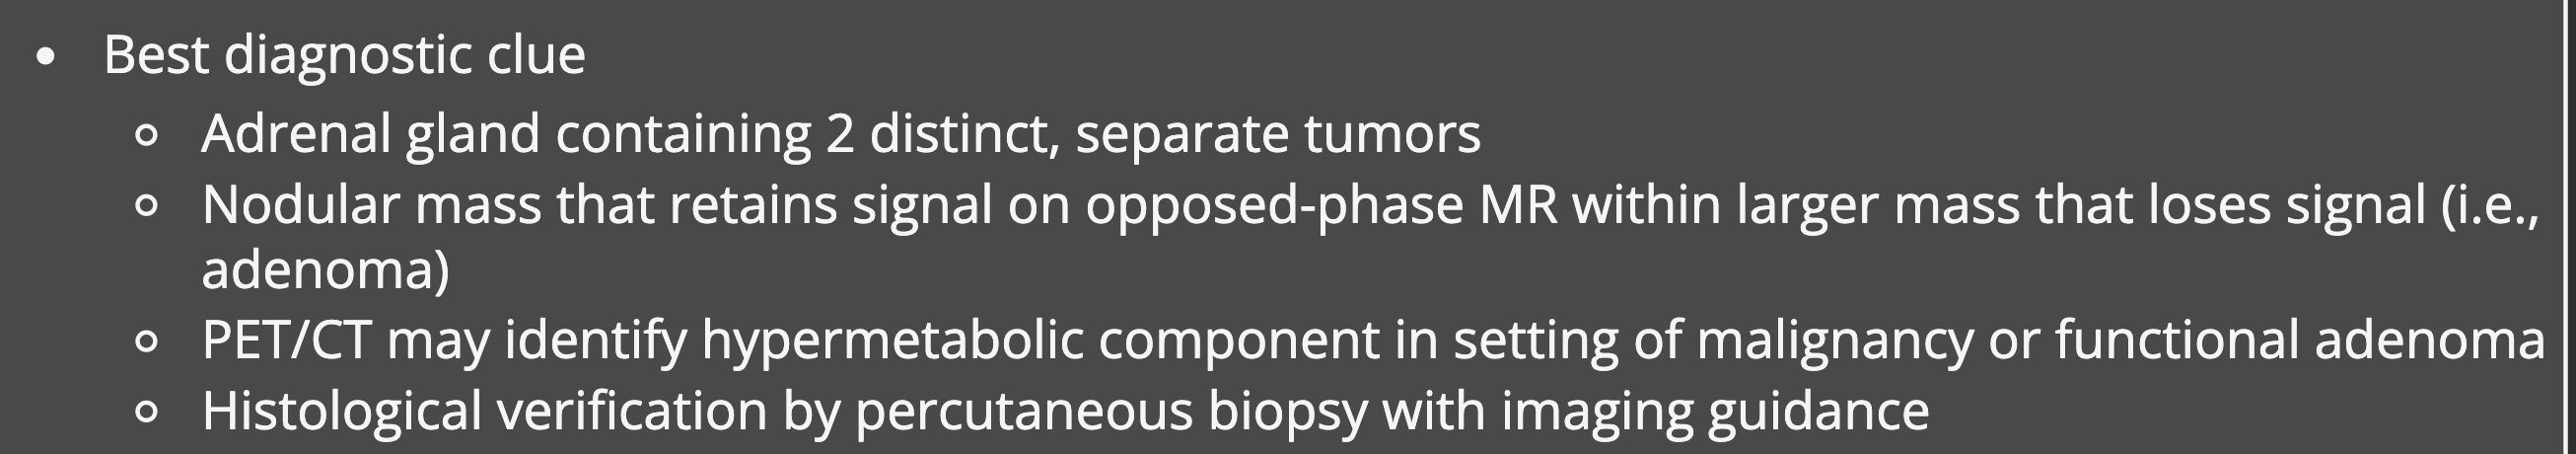 • Best diagnostic clue
◦ Adrenal gland containing 2 distinct, separate tumors
◦ Nodular mass that retains signal on opposed-phase MR within larger mass that loses signal (i.e.,
adenoma)
◦ PET/CT may identify hypermetabolic component in setting of malignancy or functional adenoma
◦ Histological verification by percutaneous biopsy with imaging guidance